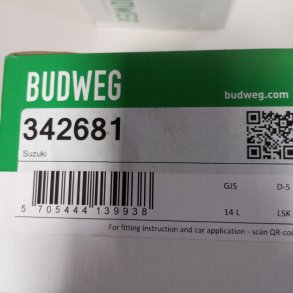 BUDWEG
budweg.com
342681
Suzuki
GJS D-5
14 L LSK
5 705444 139938
For fitting instruction and car application - scan QR-co